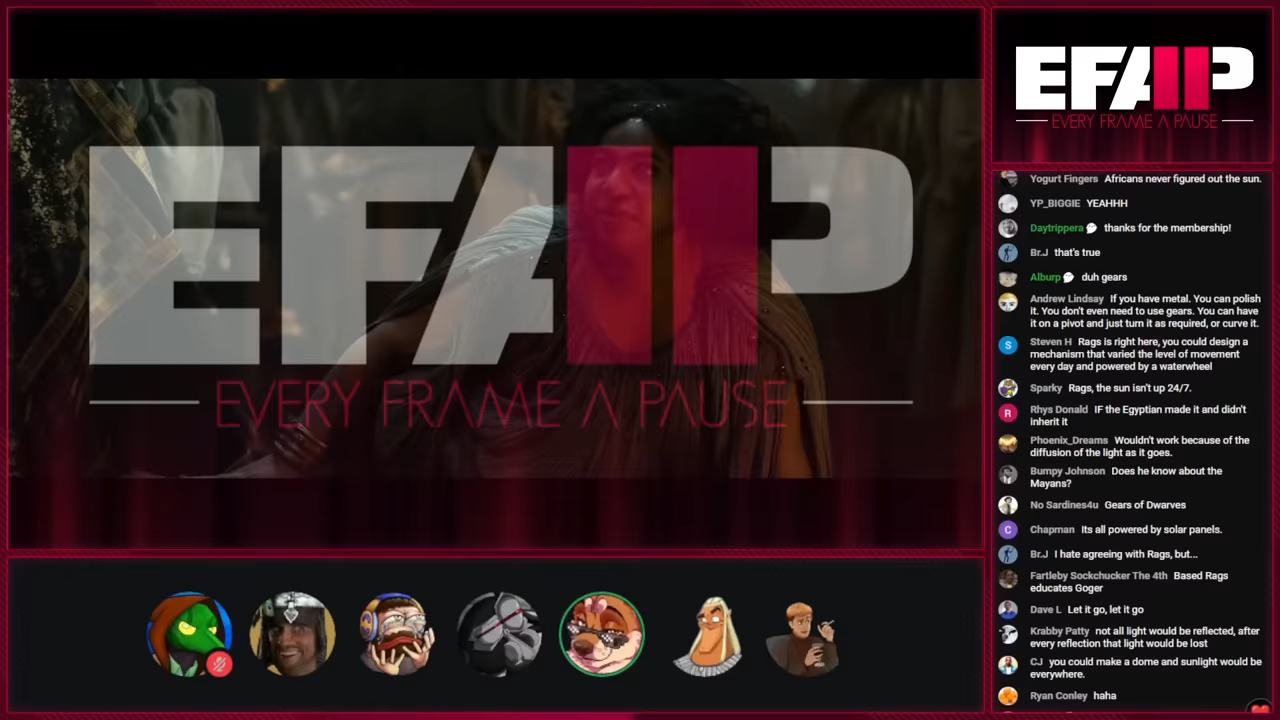 EFAP
EVERY FRAME A PAUSE
EFAP
EVERY FRAME A PAUSE
Yogurt Fingers Africans never figured out the sun.
YP_BIGGIE YEAHHH
Daytrippera thanks for the membership!
Br.J that's true
Alburp duh gears
Andrew Lindsay If you have metal. You can polish
it. You don't even need to use gears. You can have
it on a pivot and just turn it as required, or curve it.
S
Steven H Rags is right here, you could design a
mechanism that varied the level of movement
every day and powered by a waterwheel
Sparky Rags, the sun isn't up 24/7.
R
Rhys Donald IF the Egyptian made it and didn't
inherit it
Phoenix_Dreams Wouldn't work because of the
diffusion of the light as it goes.
Bumpy Johnson Does he know about the
Mayans?
No Sardines4u Gears of Dwarves
C
Chapman Its all powered by solar panels.
Br.J I hate agreeing with Rags, but...
Fartleby Sockchucker The 4th Based Rags
educates Goger
Dave L Let it go, let it go
Krabby Patty not all light would be reflected, after
every reflection that light would be lost
CJ you could make a dome and sunlight would be
everywhere.
Ryan Conley haha